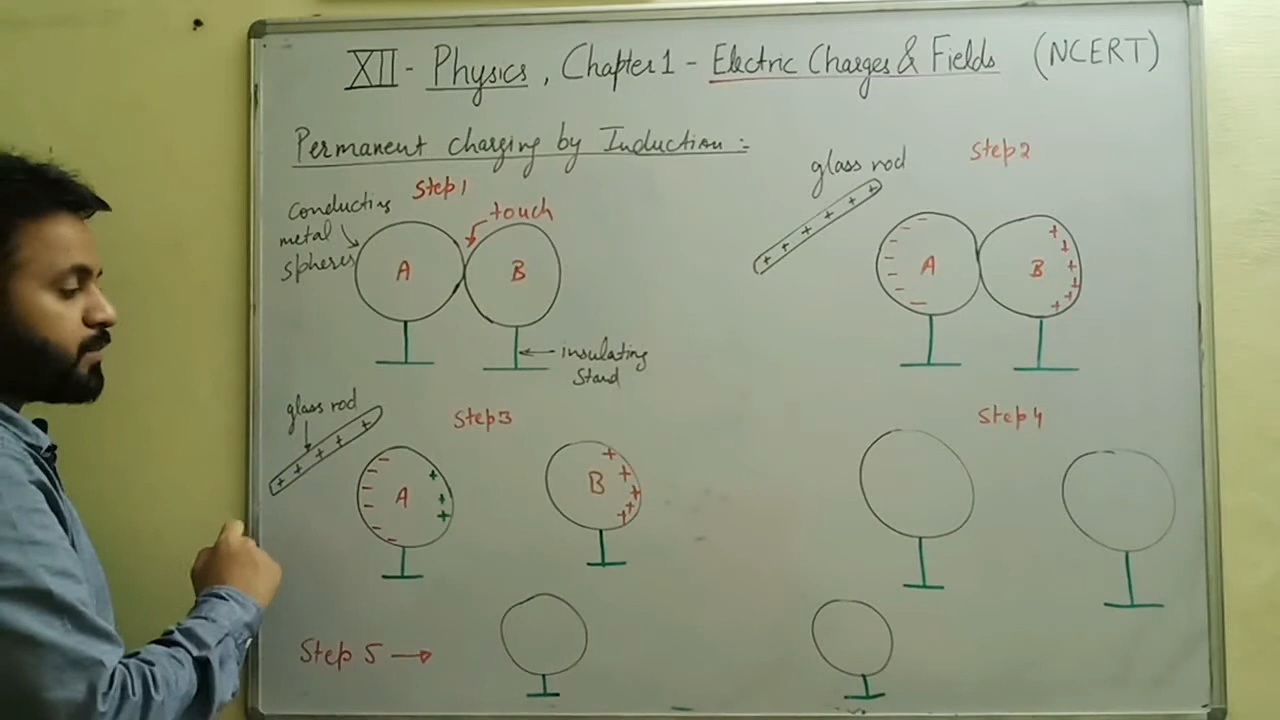 XII - Physics, Chapter 1 - Electric Charges & Fields (NCERT)
Permanent charging by Induction :-
Step 1
Conducting
metal
spheres
touch
A
B
insulating
Stand
Step 2
glass rod
+ + + + + +
A
- - - - - - -
B
+ + + + + +
Step 3
glass rod
+ + + + +
A
- - - - - -
+ + +
B
+ + + + +
Step 4
Step 5 →